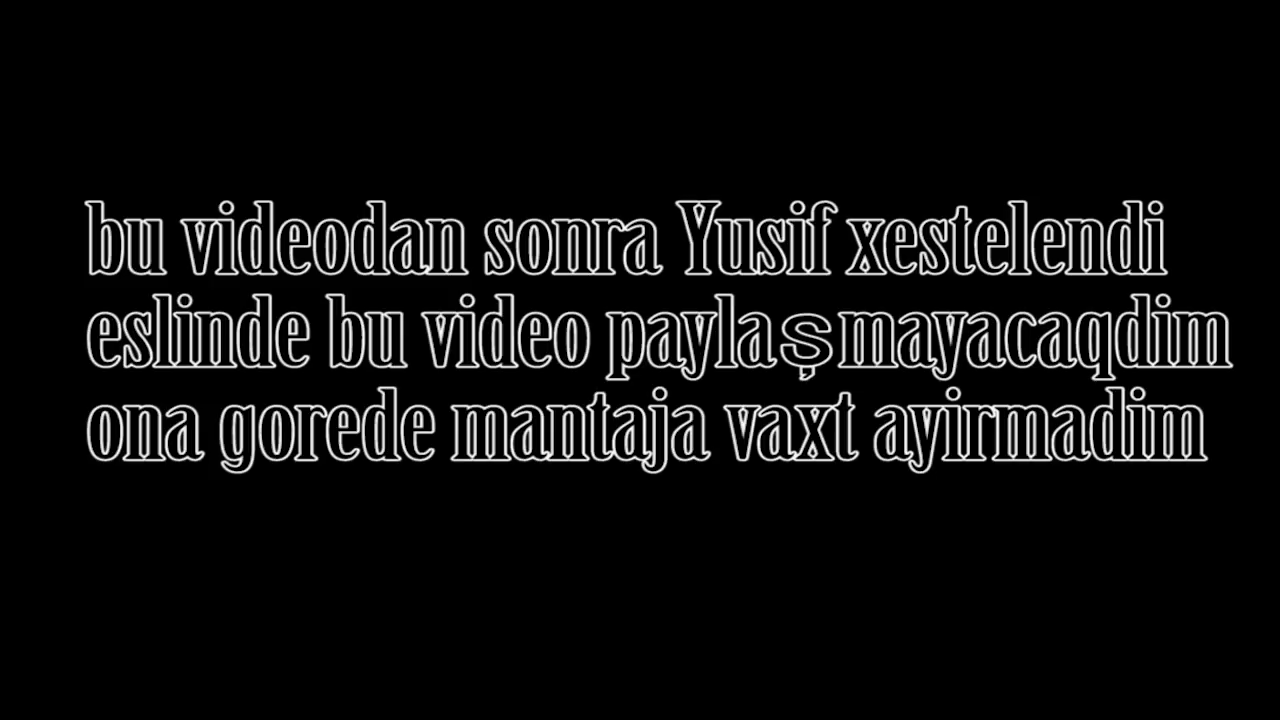 bu videodan sonra Yusif xestelendi
eslinde bu video paylaşmayacaqdim
ona gorede mantaja vaxt ayirmadim